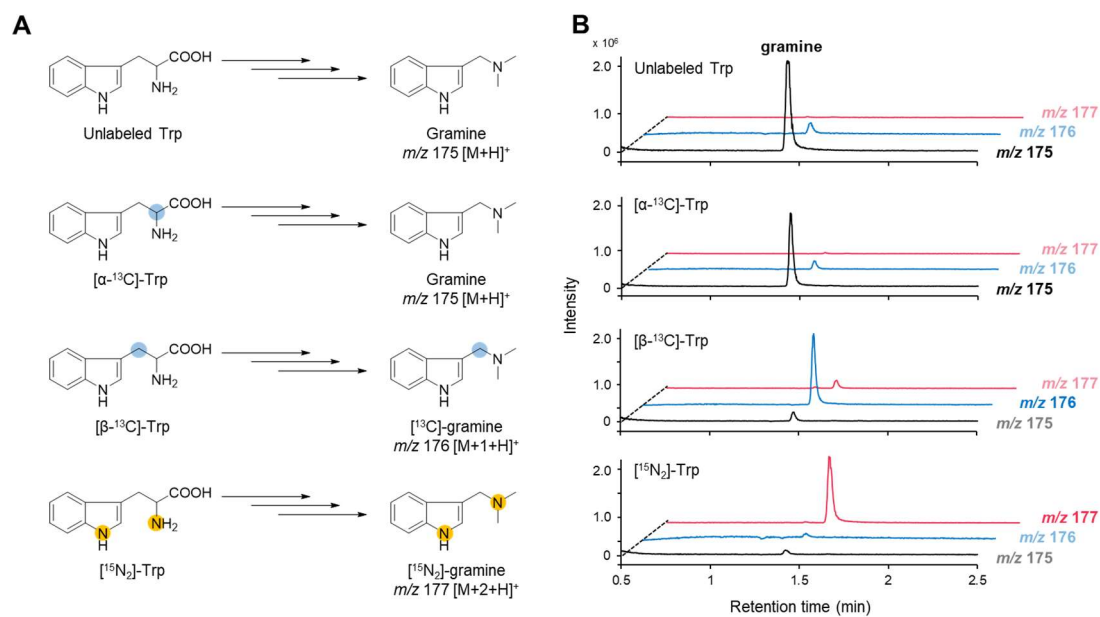 A
COOH
NH₂
N
H
Unlabeled Trp
N
N
H
Gramine
m/z 175 [M+H]⁺
COOH
NH₂
N
H
[α-¹³C]-Trp
N
N
H
Gramine
m/z 175 [M+H]⁺
COOH
NH₂
N
H
[β-¹³C]-Trp
N
N
H
[¹³C]-gramine
m/z 176 [M+1+H]⁺
COOH
NH₂
N
H
[¹⁵N₂]-Trp
N
N
H
[¹⁵N₂]-gramine
m/z 177 [M+2+H]⁺
B
x 10⁶
gramine
2.0
Unlabeled Trp
1.0
0
m/z 177
m/z 176
m/z 175
2.0
[α-¹³C]-Trp
1.0
0
m/z 177
m/z 176
m/z 175
2.0
[β-¹³C]-Trp
1.0
0
m/z 177
m/z 176
m/z 175
2.0
[¹⁵N₂]-Trp
1.0
0
m/z 177
m/z 176
m/z 175
0.5 1 1.5 2 2.5
Retention time (min)
Intensity